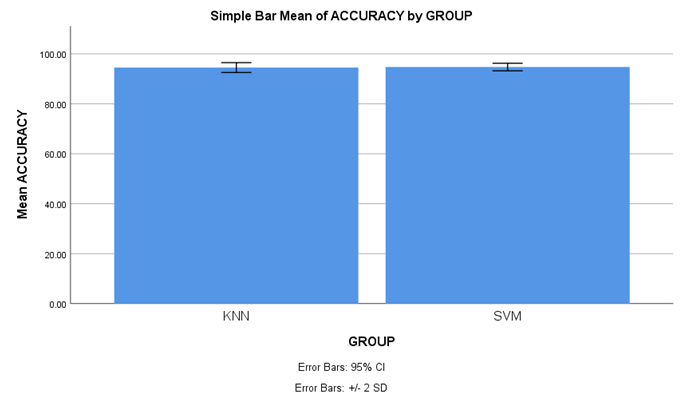 Simple Bar Mean of ACCURACY by GROUP
100.00
80.00
60.00
40.00
20.00
0.00
Mean ACCURACY
KNN
SVM
GROUP
Error Bars: 95% CI
Error Bars: +/- 2 SD